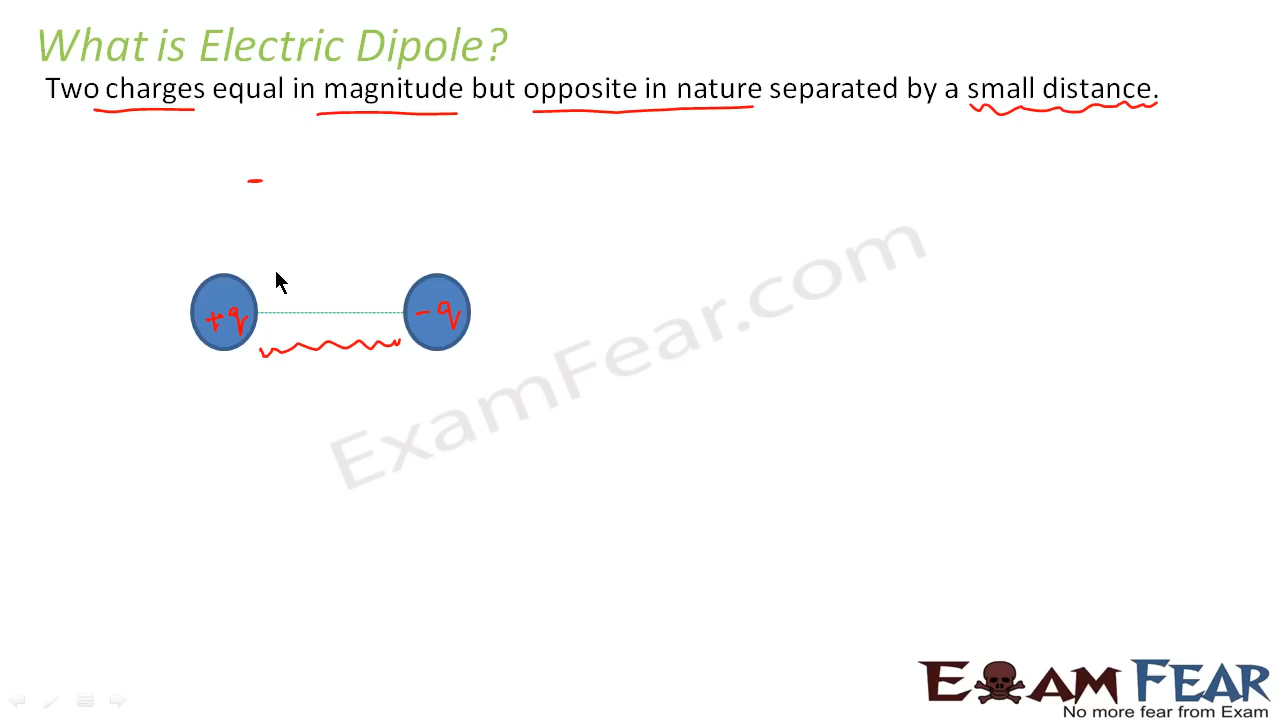 What is Electric Dipole?
Two charges equal in magnitude but opposite in nature separated by a small distance.
-
+q -q
ExamFear.com
EXAM FEAR
No more fear from Exam